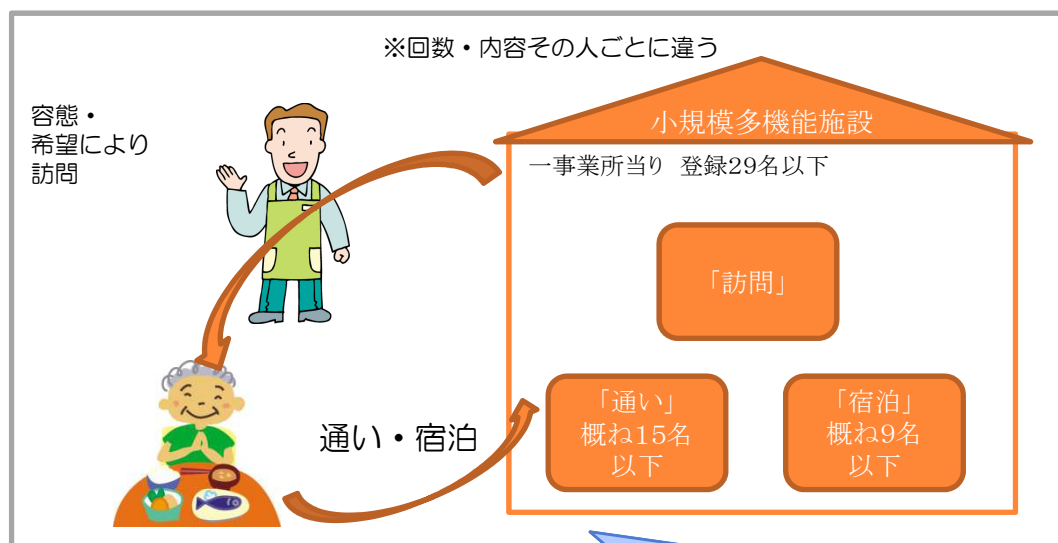 ※回数・内容その人ごとに違う
容態・
希望により
訪問
小規模多機能施設
一事業所当り 登録29名以下
「訪問」
「通い」
概ね15名
以下
「宿泊」
概ね9名
以下
通い・宿泊